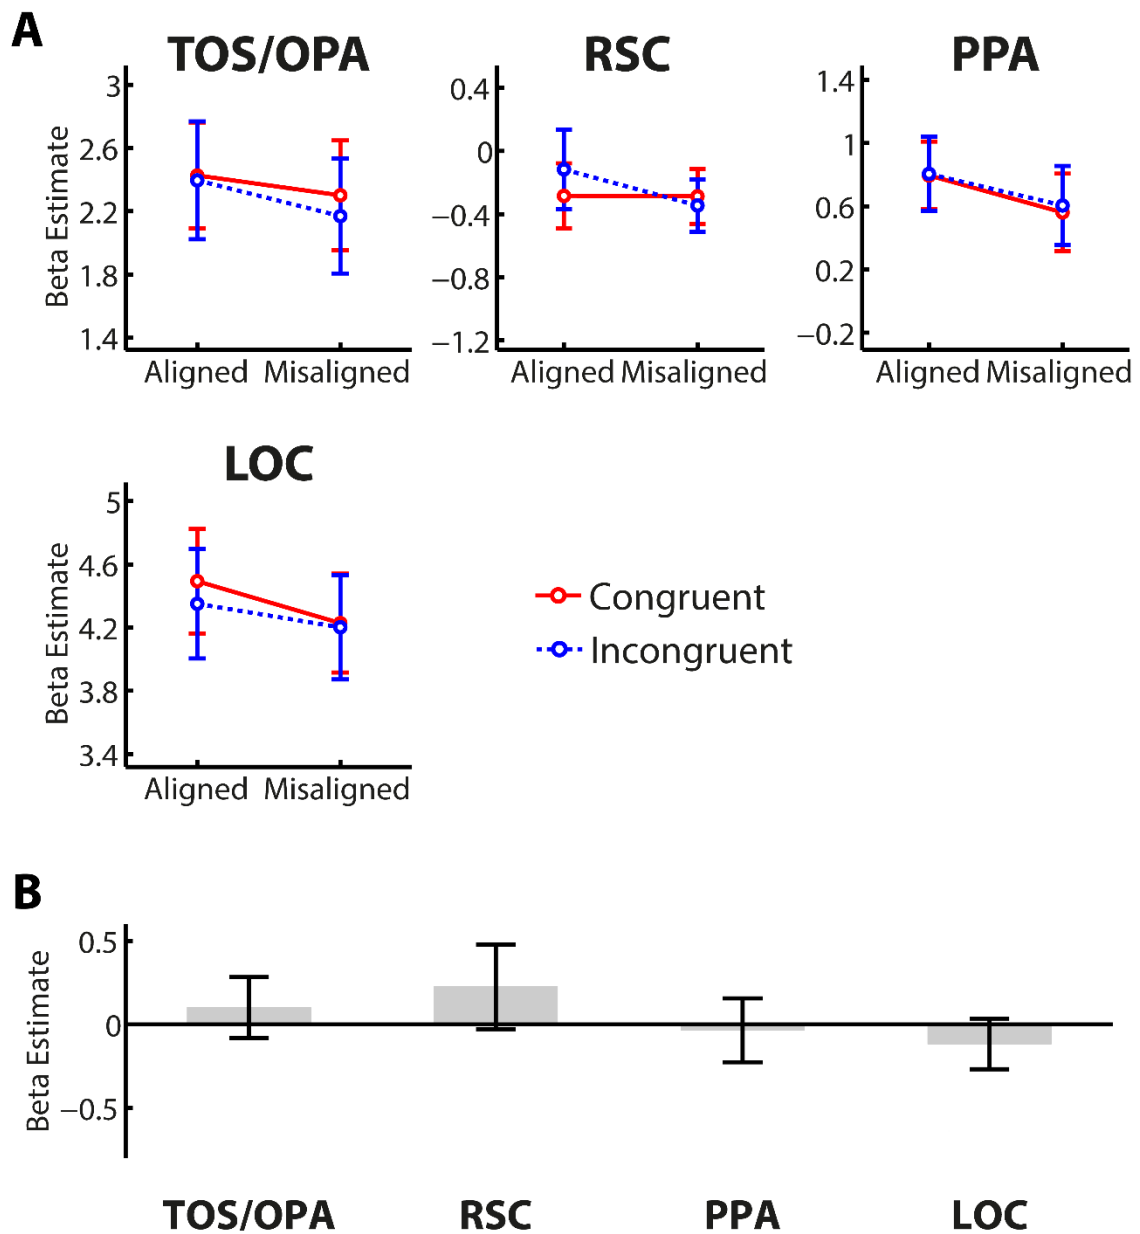 A
TOS/OPA
RSC
PPA
Beta Estimate
3
2.6
2.2
1.8
1.4
Aligned Misaligned
0.4
0
−0.4
−0.8
−1.2
Aligned Misaligned
1.4
1
0.6
0.2
−0.2
Aligned Misaligned
LOC
Beta Estimate
5
4.6
4.2
3.8
3.4
Aligned Misaligned
Congruent
Incongruent
B
Beta Estimate
0.5
0
−0.5
TOS/OPA RSC PPA LOC